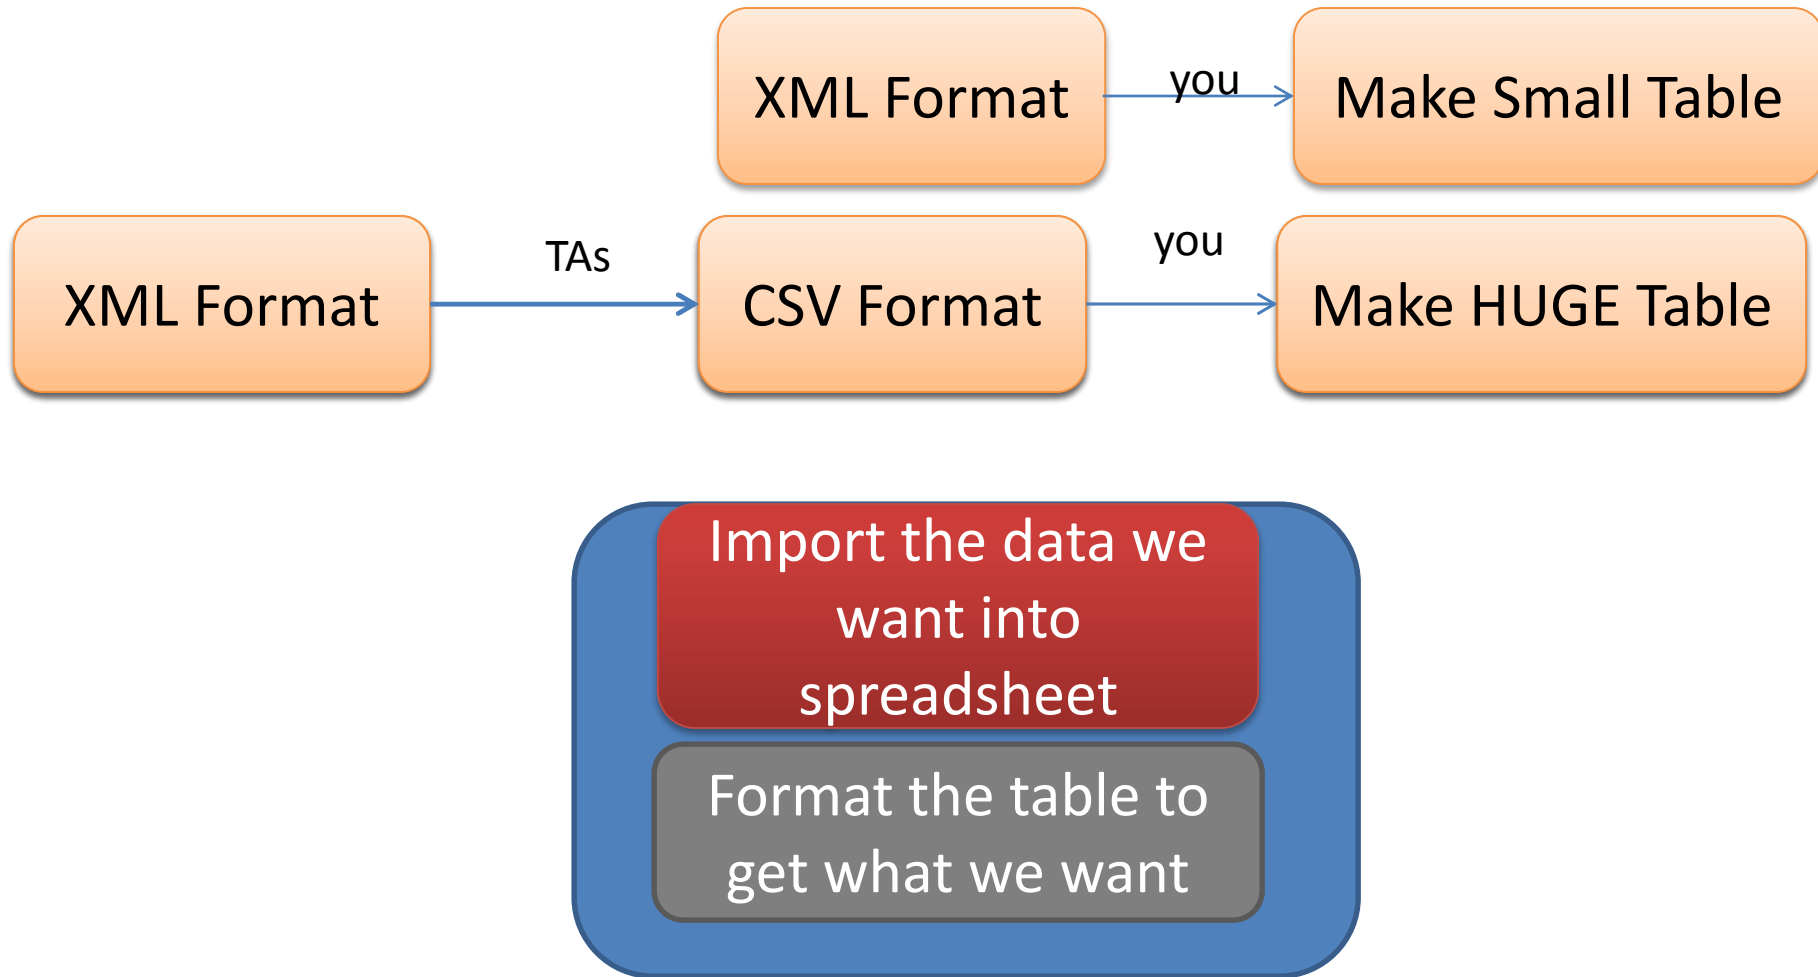 XML Format
you
Make Small Table
XML Format
TAs
CSV Format
you
Make HUGE Table
Import the data we
want into
spreadsheet
Format the table to
get what we want